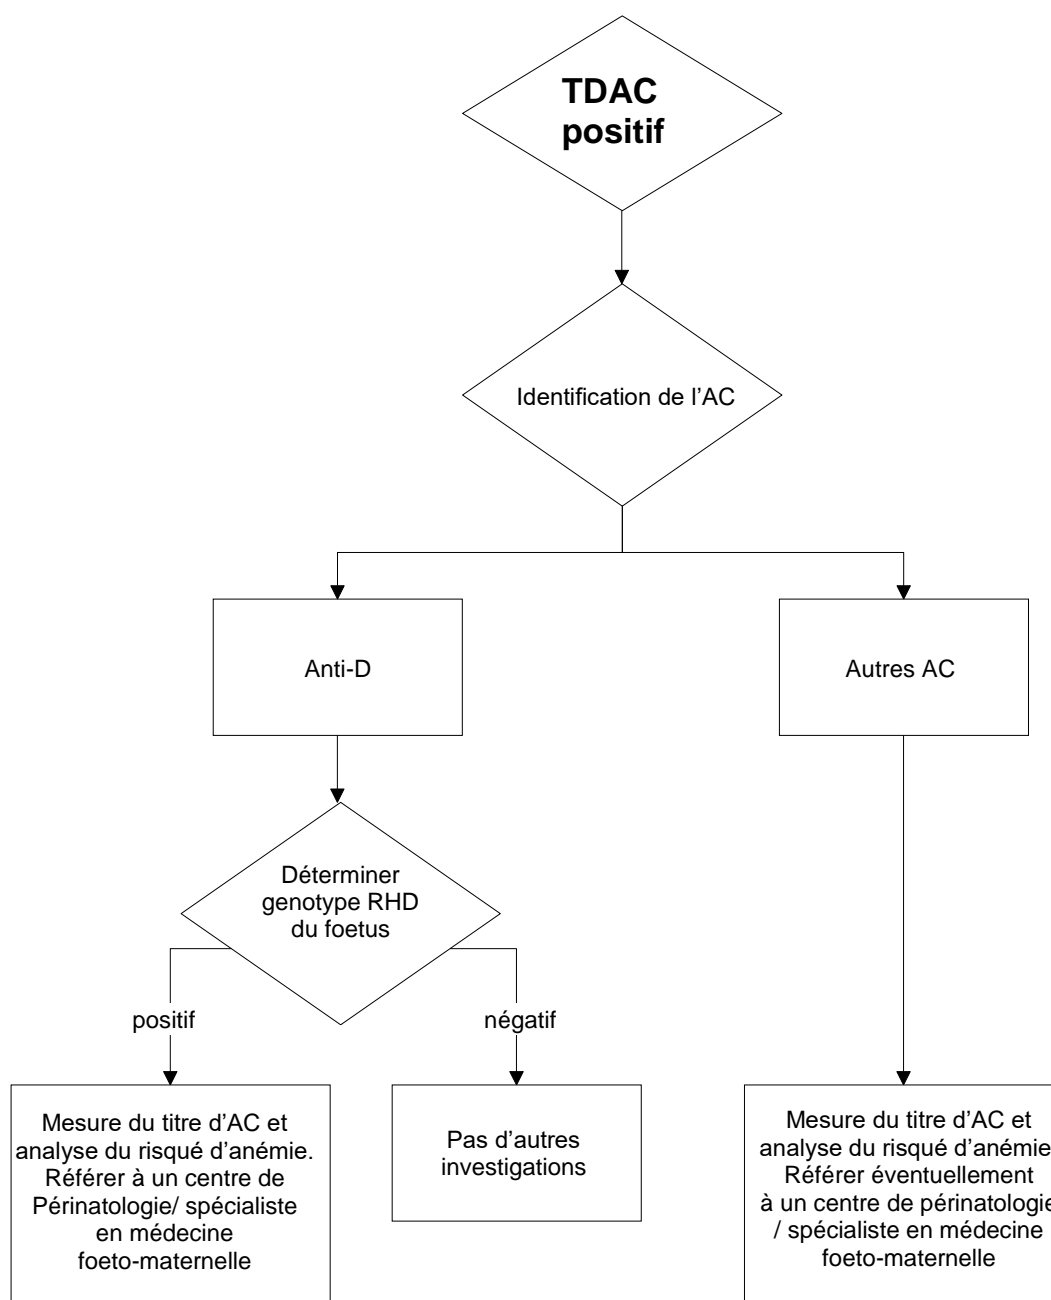 TDAC
positif
Identification de l'AC
Anti-D
Autres AC
Déterminer
genotype RHD
du foetus
positif
négatif
Mesure du titre d'AC et
analyse du risqué d'anémie.
Référer à un centre de
Périnatologie/ spécialiste
en médecine
foeto-maternelle
Pas d'autres
investigations
Mesure du titre d'AC et
analyse du risqué d'anémie
Référer éventuellement
à un centre de périnatologie
/ spécialiste en médecine
foeto-maternelle